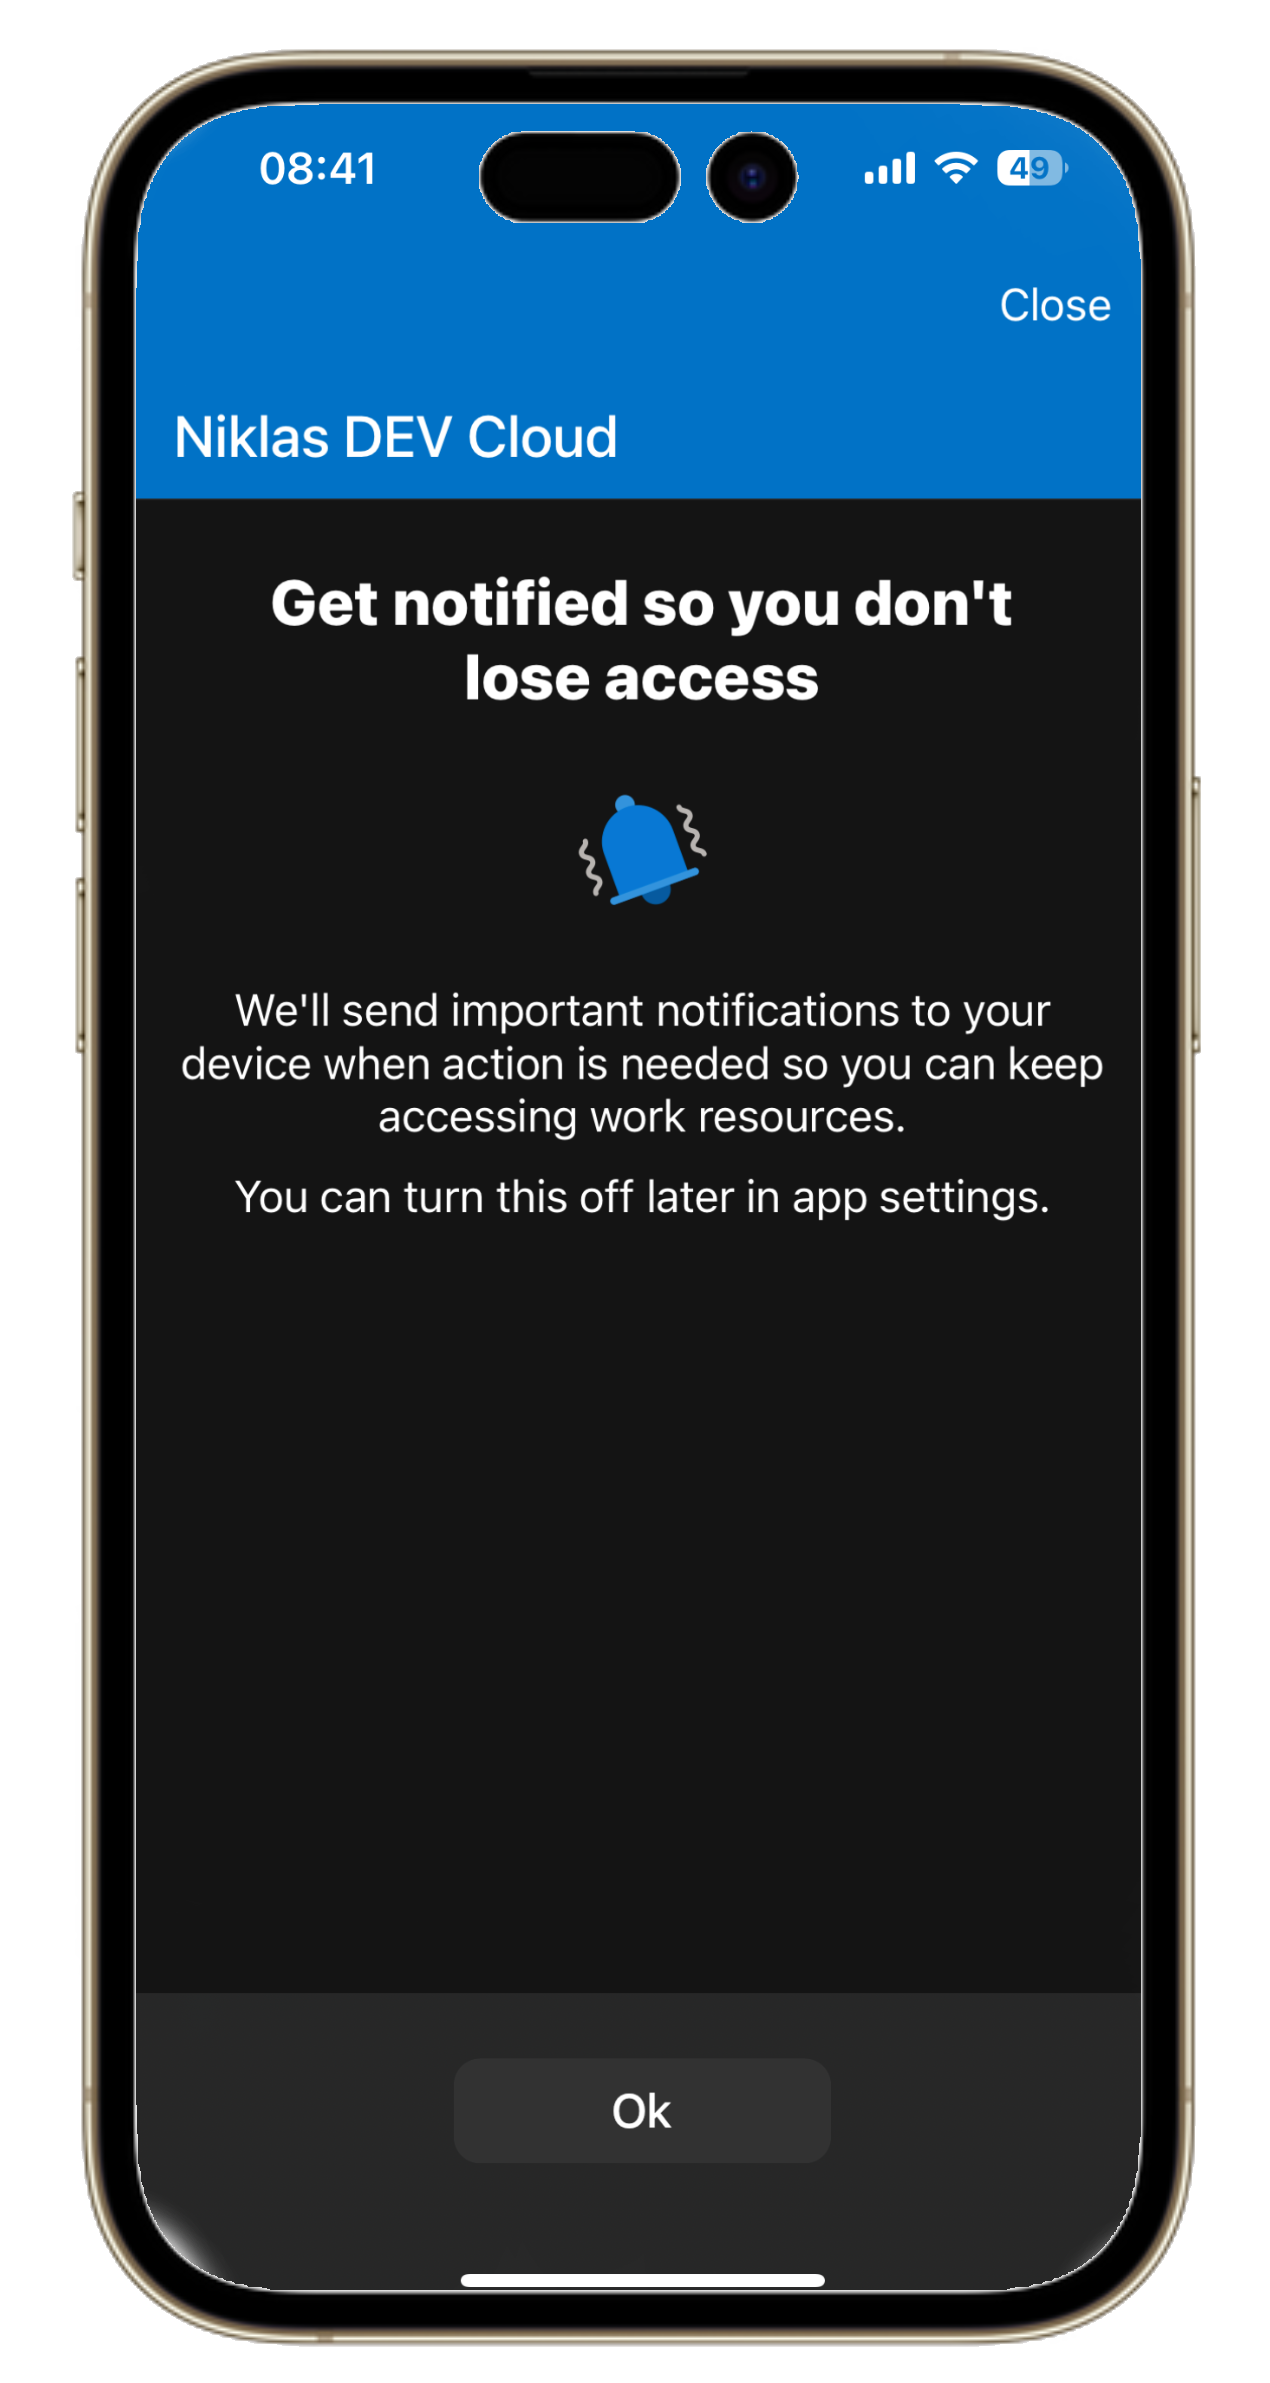 08:41
49
Close
Niklas DEV Cloud
Get notified so you don't
lose access
We'll send important notifications to your
device when action is needed so you can keep
accessing work resources.
You can turn this off later in app settings.
Ok